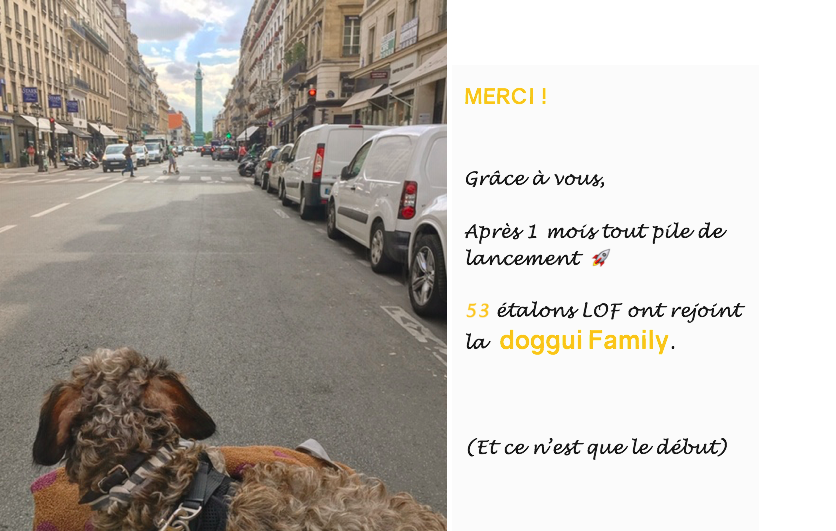 MERCI !
Grâce à vous,
Après 1 mois tout pile de
lancement 🚀
53 étalons LOF ont rejoint
la doggui Family.
(Et ce n'est que le début)